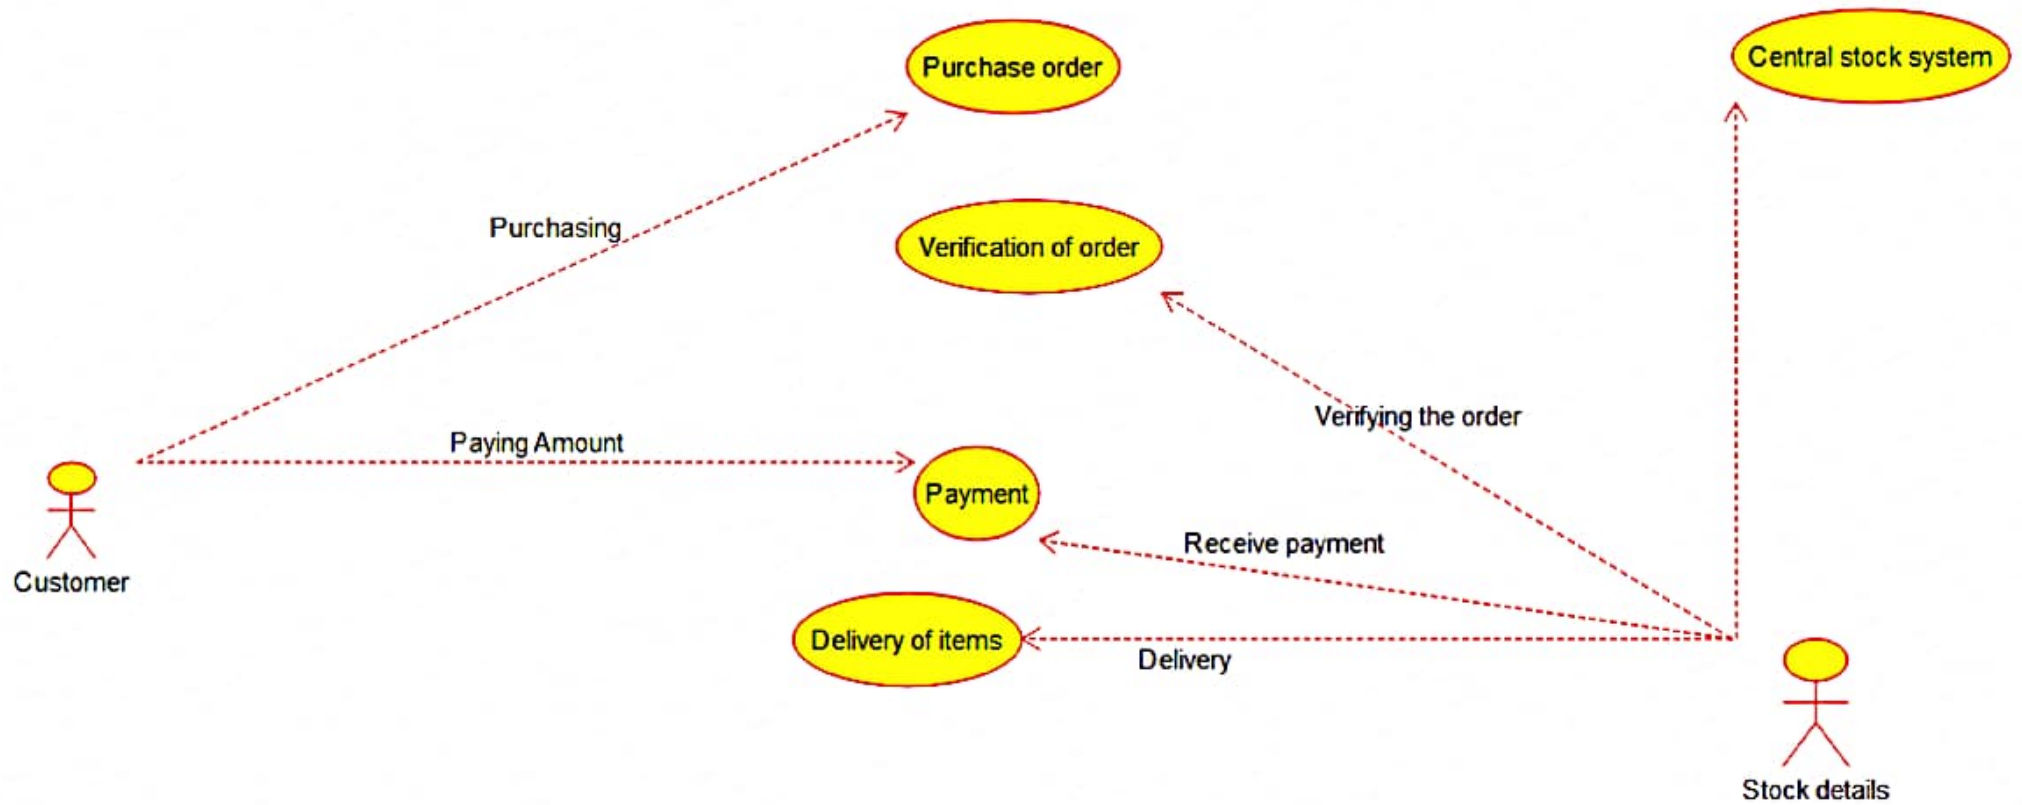 Purchase order
Central stock system
Purchasing
Verification of order
Verifying the order
Paying Amount
Payment
Receive payment
Customer
Delivery of items
Delivery
Stock details